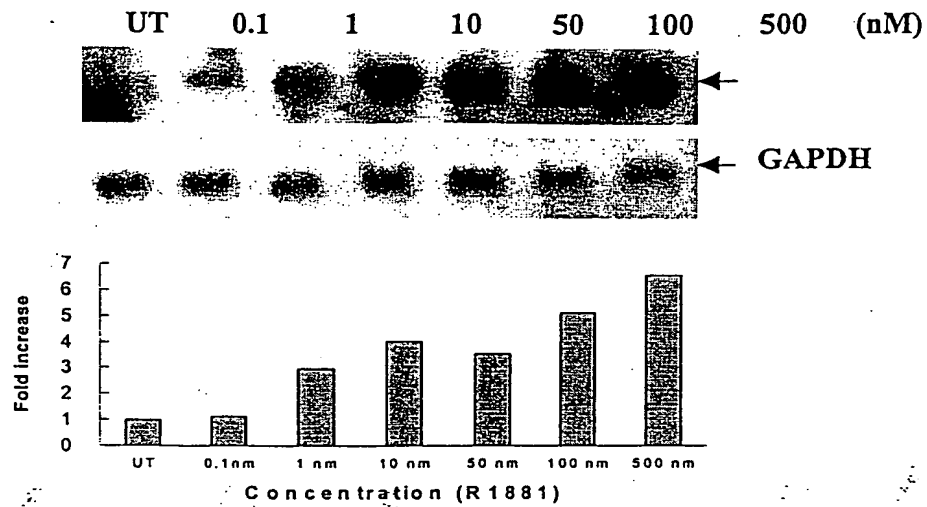 UT 0.1 1 10 50 100 500 (nM)
GAPDH
7
6
5
4
3
2
1
0
Fold increase
UT 0.1nm 1 nm 10 nm 50 nm 100 nm 500 nm
Concentration (R1881)